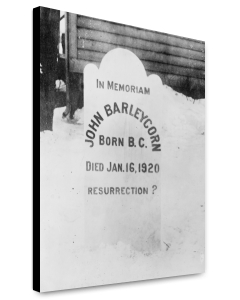 IN MEMORIAM
JOHN BARLEYCORN
BORN B.C.
DIED JAN.16,1920
RESURRECTION ?